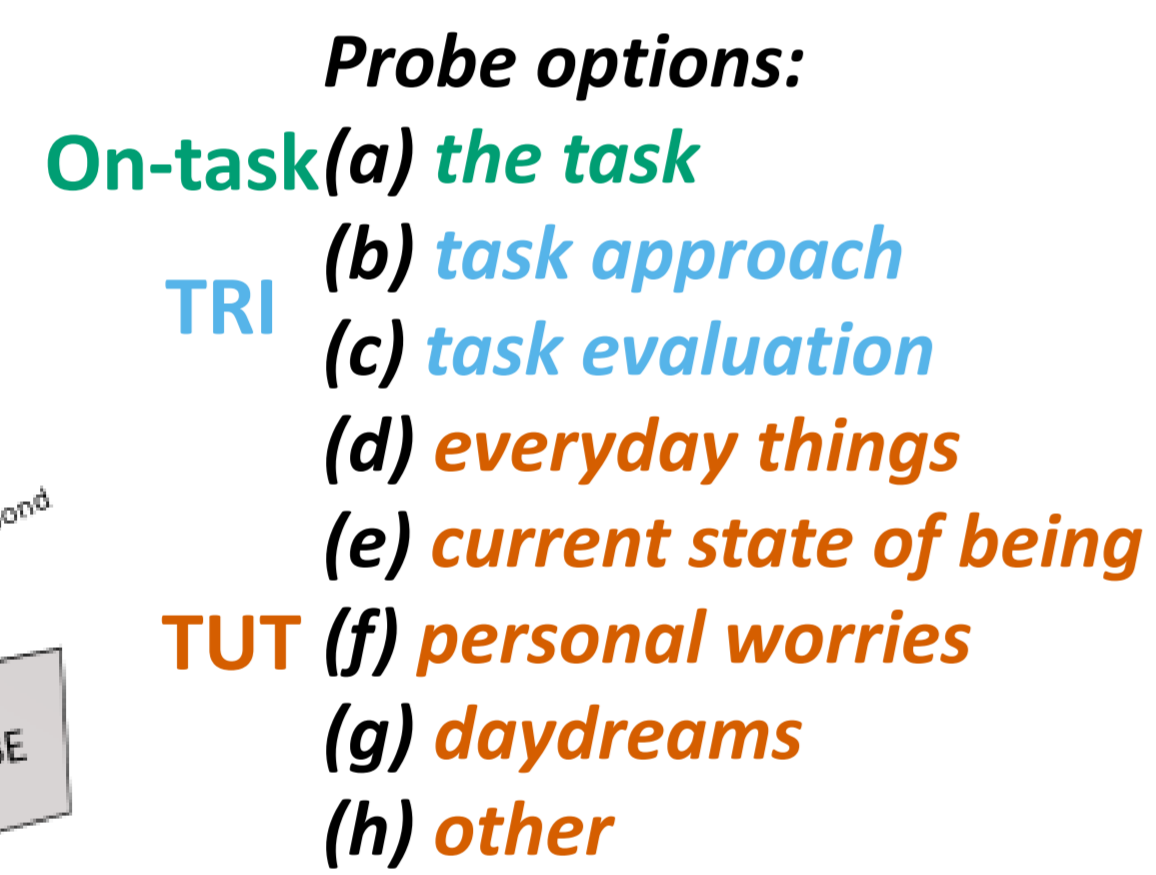 Probe options:
On-task (a) the task
(b) task approach
TRI
(c) task evaluation
(d) everyday things
(e) current state of being
TUT (f) personal worries
(g) daydreams
(h) other